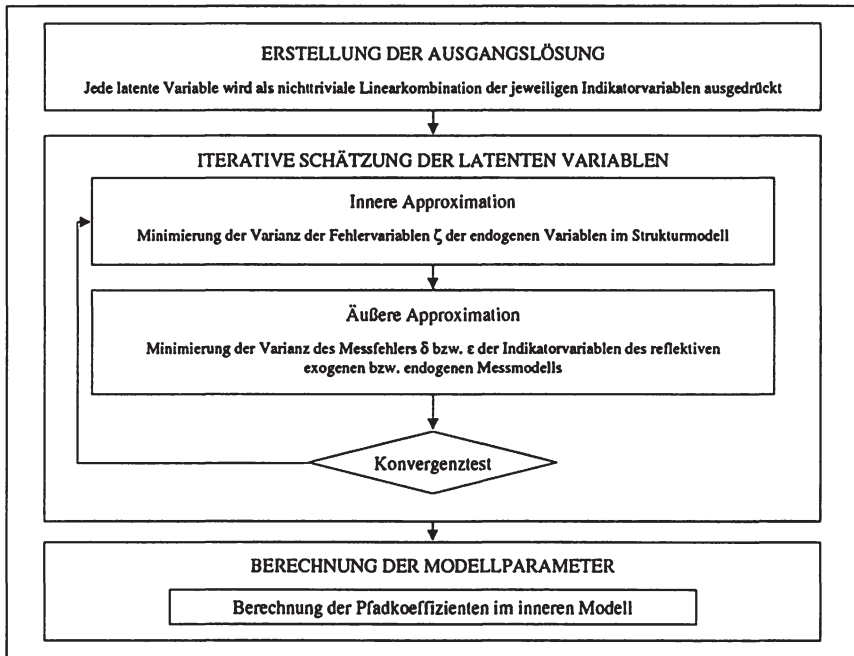 ERSTELLUNG DER AUSGANGSLÖSUNG
Jede latente Variable wird als nichttriviale Linearkombination der jeweiligen Indikatorvariablen ausgedrückt
ITERATIVE SCHÄTZUNG DER LATENTEN VARIABLEN
Innere Approximation
Minimierung der Varianz der Fehlervariablen ζ der endogenen Variablen im Strukturmodell
Äußere Approximation
Minimierung der Varianz des Messfehlers δ bzw. ε der Indikatorvariablen des reflektiven
exogenen bzw. endogenen Messmodells
Konvergenztest
BERECHNUNG DER MODELLPARAMETER
Berechnung der Pfadkoeffizienten im inneren Modell